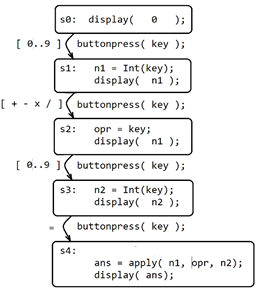 s0: display( 0 );
[ 0..9 ] buttonpress( key );
s1: n1 = Int(key);
display( n1 );
[ + - x / ] buttonpress( key );
s2: opr = key;
display( n1 );
[ 0..9 ] buttonpress( key );
s3: n2 = Int(key);
display( n2 );
= buttonpress( key );
s4:
ans = apply( n1, opr, n2);
display( ans);